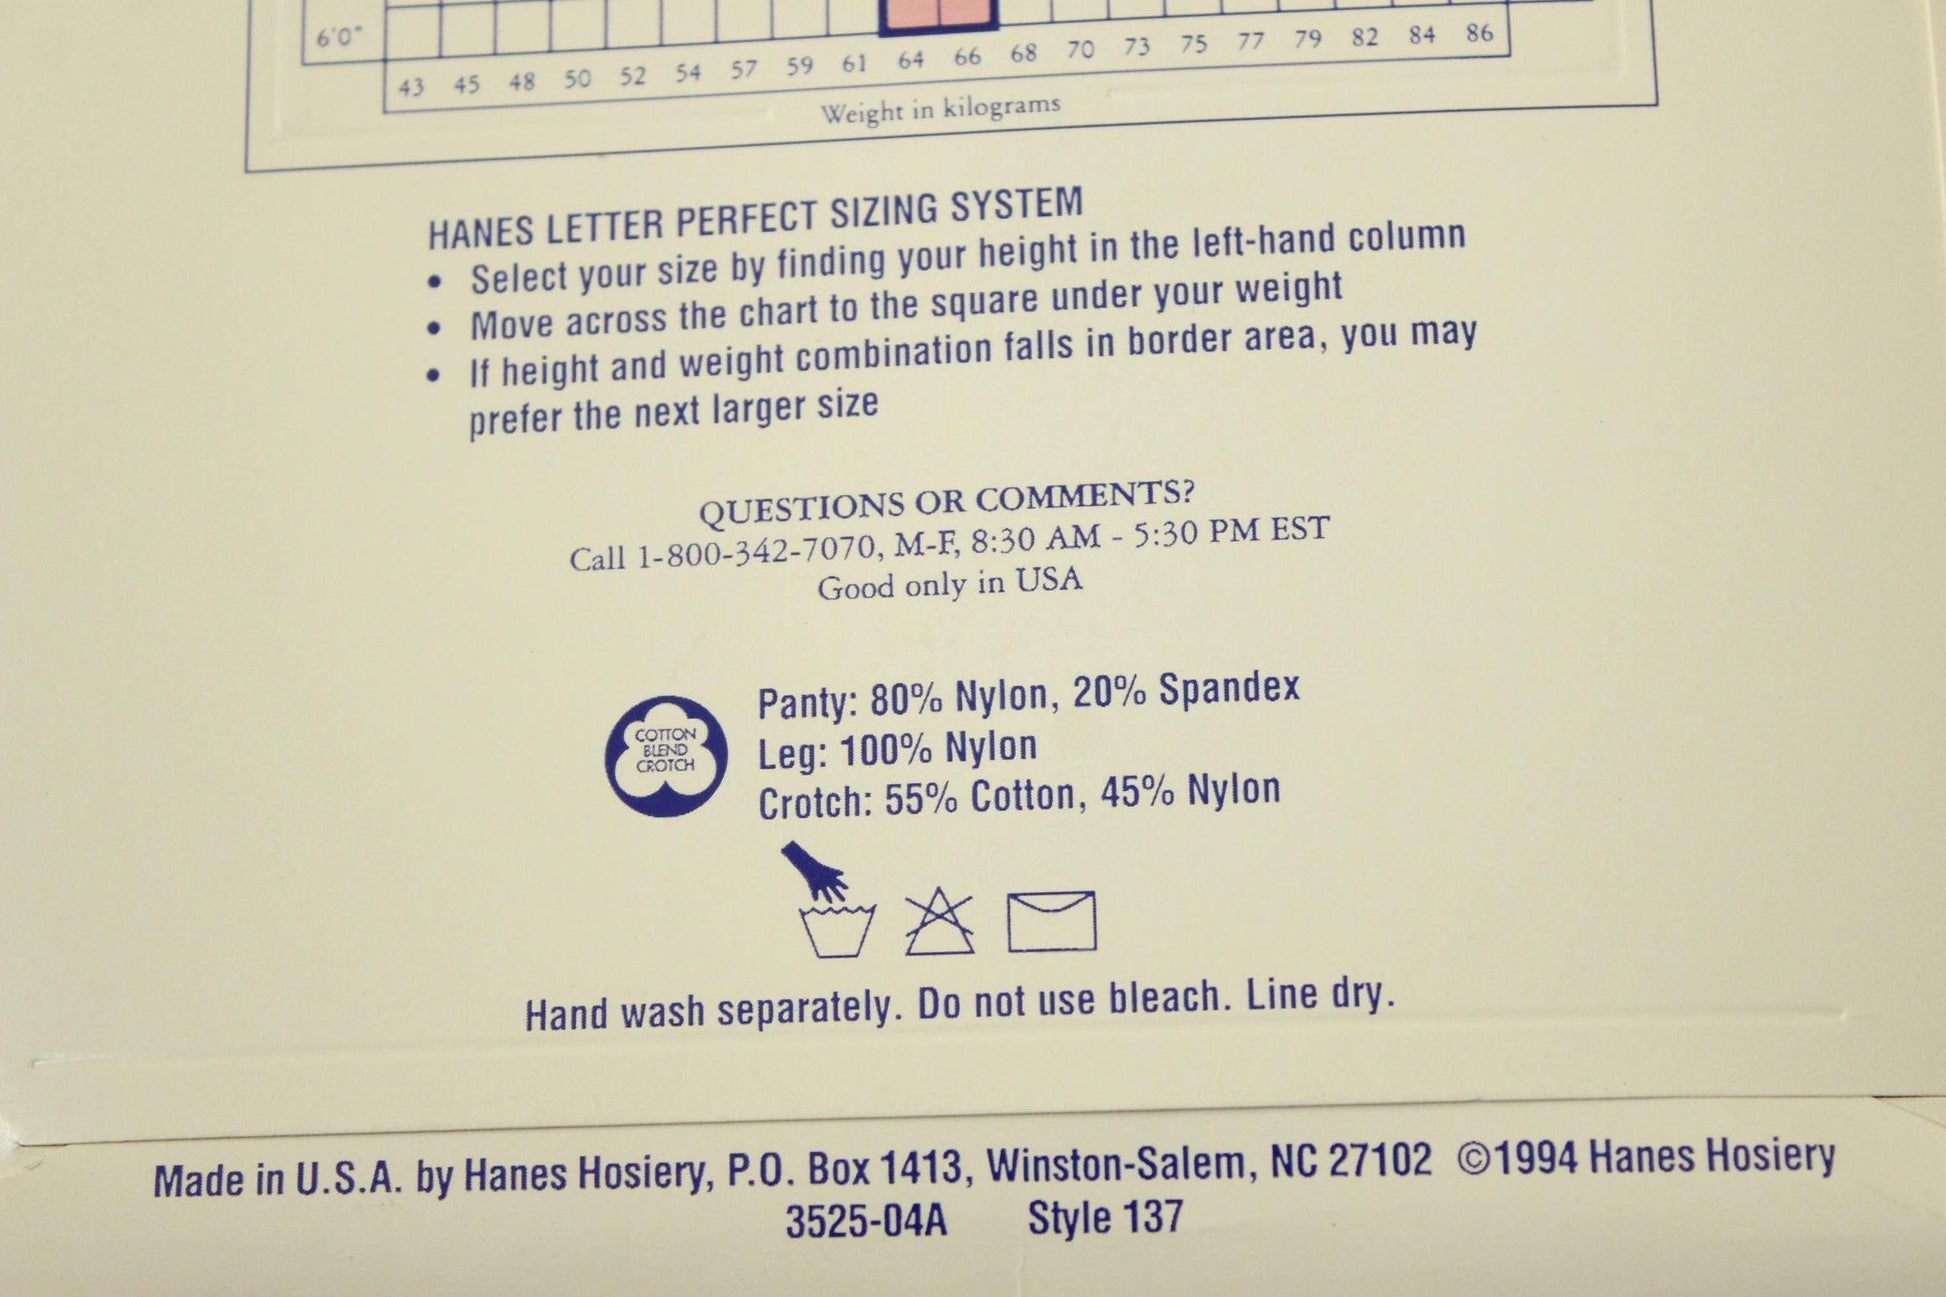 6'0"
43 45 48 50 52 54 57 59 61 64 66 68 70 73 75 77 79 82 84 86
Weight in kilograms
HANES LETTER PERFECT SIZING SYSTEM
• Select your size by finding your height in the left-hand column
• Move across the chart to the square under your weight
• If height and weight combination falls in border area, you may
prefer the next larger size
QUESTIONS OR COMMENTS?
Call 1-800-342-7070, M-F, 8:30 AM - 5:30 PM EST
Good only in USA
COTTON
BLEND
CROTCH
Panty: 80% Nylon, 20% Spandex
Leg: 100% Nylon
Crotch: 55% Cotton, 45% Nylon
Hand wash separately. Do not use bleach. Line dry.
Made in U.S.A. by Hanes Hosiery, P.O. Box 1413, Winston-Salem, NC 27102 ©1994 Hanes Hosiery
3525-04A Style 137